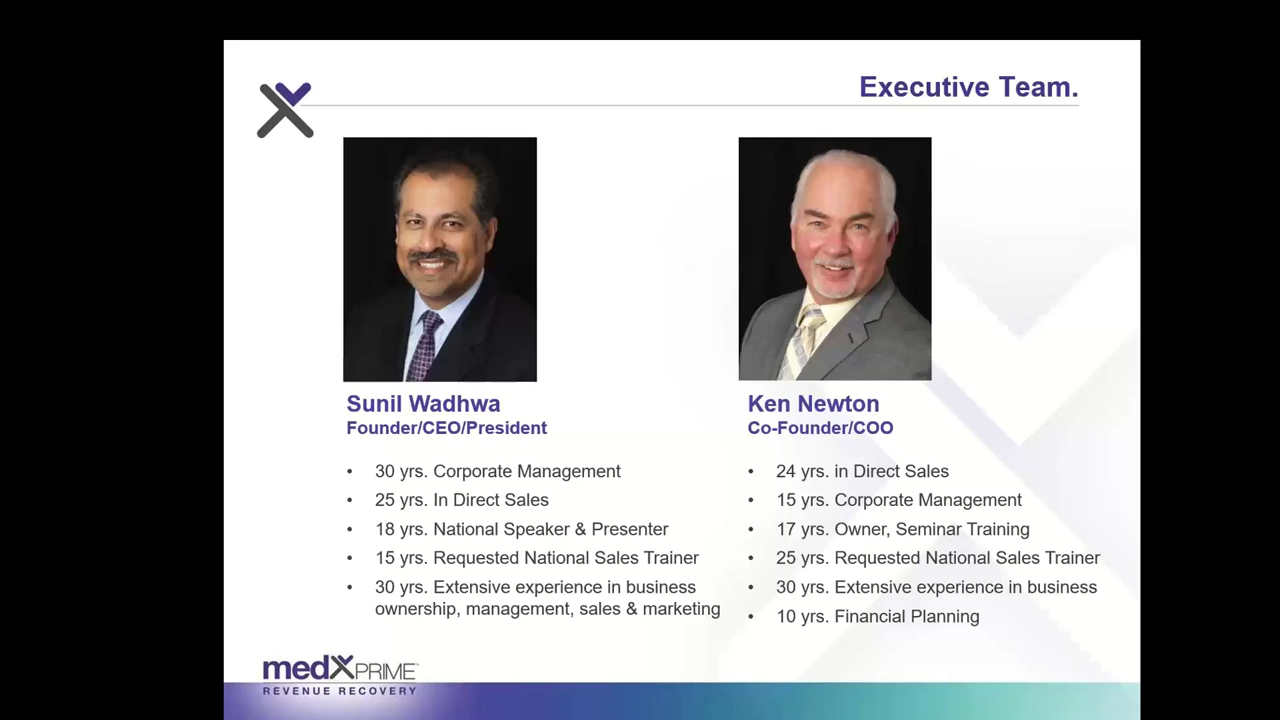 Executive Team.
Sunil Wadhwa
Founder/CEO/President
• 30 yrs. Corporate Management
• 25 yrs. In Direct Sales
• 18 yrs. National Speaker & Presenter
• 15 yrs. Requested National Sales Trainer
• 30 yrs. Extensive experience in business
ownership, management, sales & marketing
Ken Newton
Co-Founder/COO
• 24 yrs. in Direct Sales
• 15 yrs. Corporate Management
• 17 yrs. Owner, Seminar Training
• 25 yrs. Requested National Sales Trainer
• 30 yrs. Extensive experience in business
• 10 yrs. Financial Planning
medXPRIME
REVENUE RECOVERY